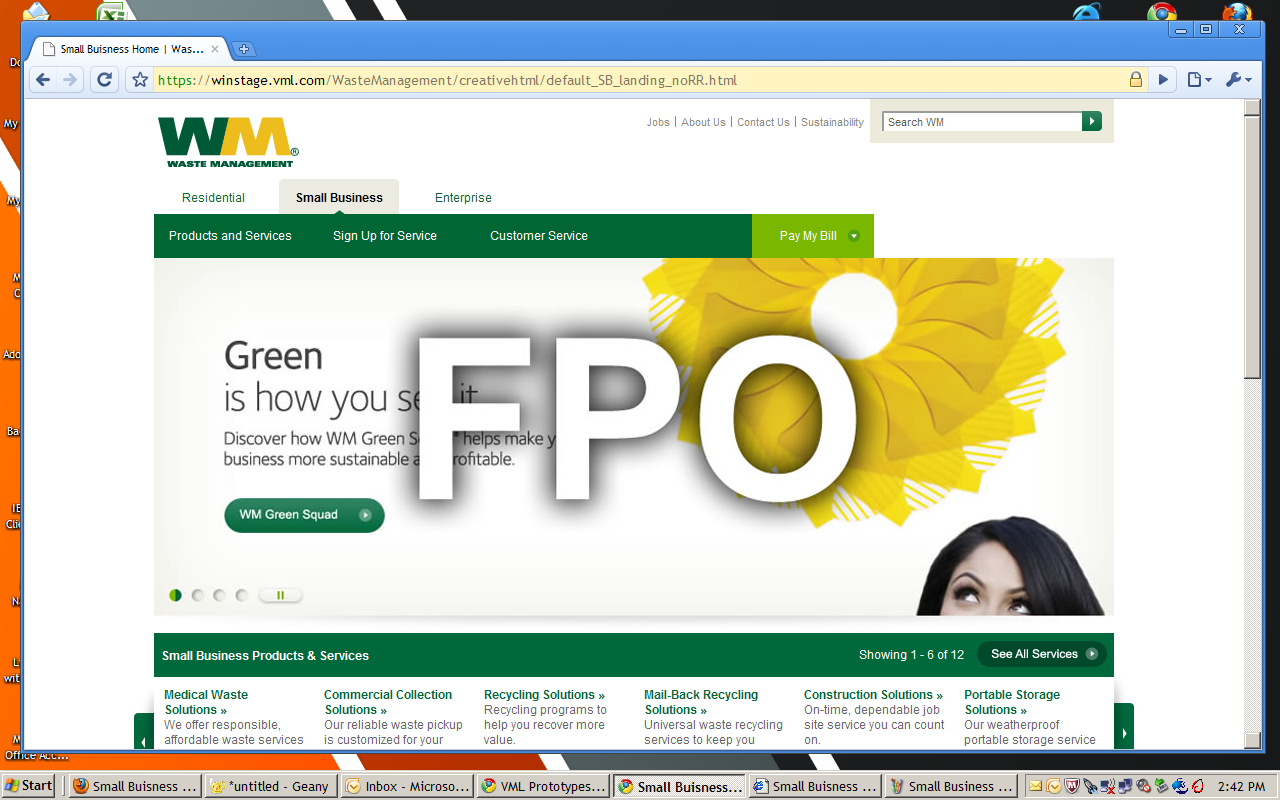 Small Buisness Home | Was...
https://winstage.vml.com/WasteManagement/creativehtml/default_SB_landing_noRR.html
WM®
WASTE MANAGEMENT
Jobs | About Us | Contact Us | Sustainability
Search WM
Residential Small Business Enterprise
Products and Services Sign Up for Service Customer Service Pay My Bill
Green
is how you it
FPO
Discover how WM Green helps make
business more sustainable
WM Green Squad
Small Business Products & Services Showing 1 - 6 of 12 See All Services
Medical Waste
Solutions »
We offer responsible,
affordable waste services
Commercial Collection
Solutions »
Our reliable waste pickup
is customized for your
Recycling Solutions »
Recycling programs to
help you recover more
value.
Mail-Back Recycling
Solutions »
Universal waste recycling
services to keep you
Construction Solutions »
On-time, dependable job
site service you can count
on.
Portable Storage
Solutions »
Our weatherproof
portable storage service
My
My
Office Acc...
Start Small Buisness ... *untitled - Geany Inbox - Microso... VML Prototypes... Small Buisness... Small Buisness ... Small Business ... 2:42 PM